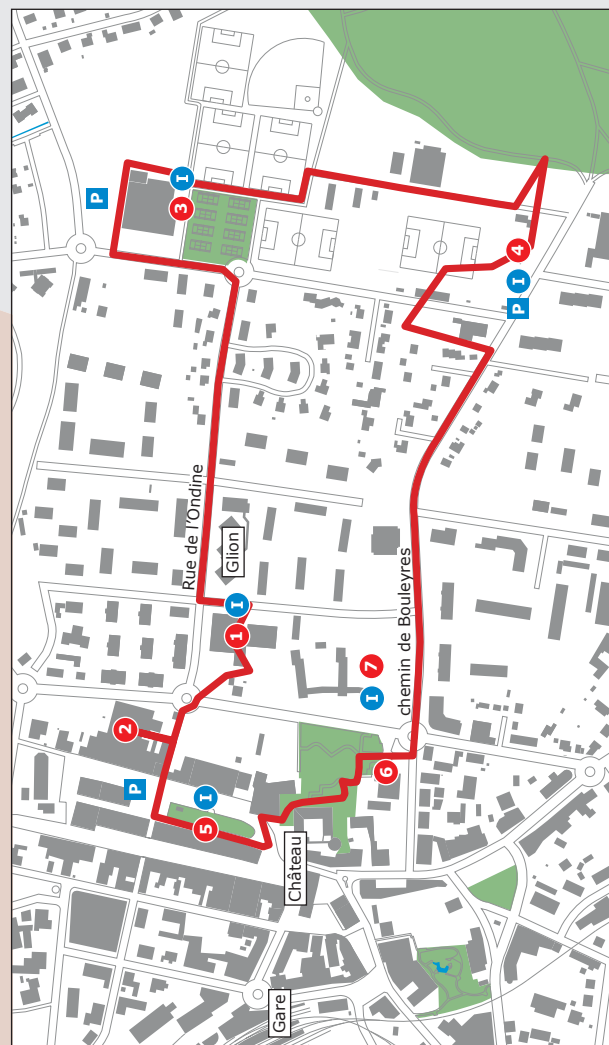 P
I
3
4
I
P
Rue de l'Ondine
Glion
I
1
chemin de Bouleyres
7
I
2
P
I
5
6
Château
Gare